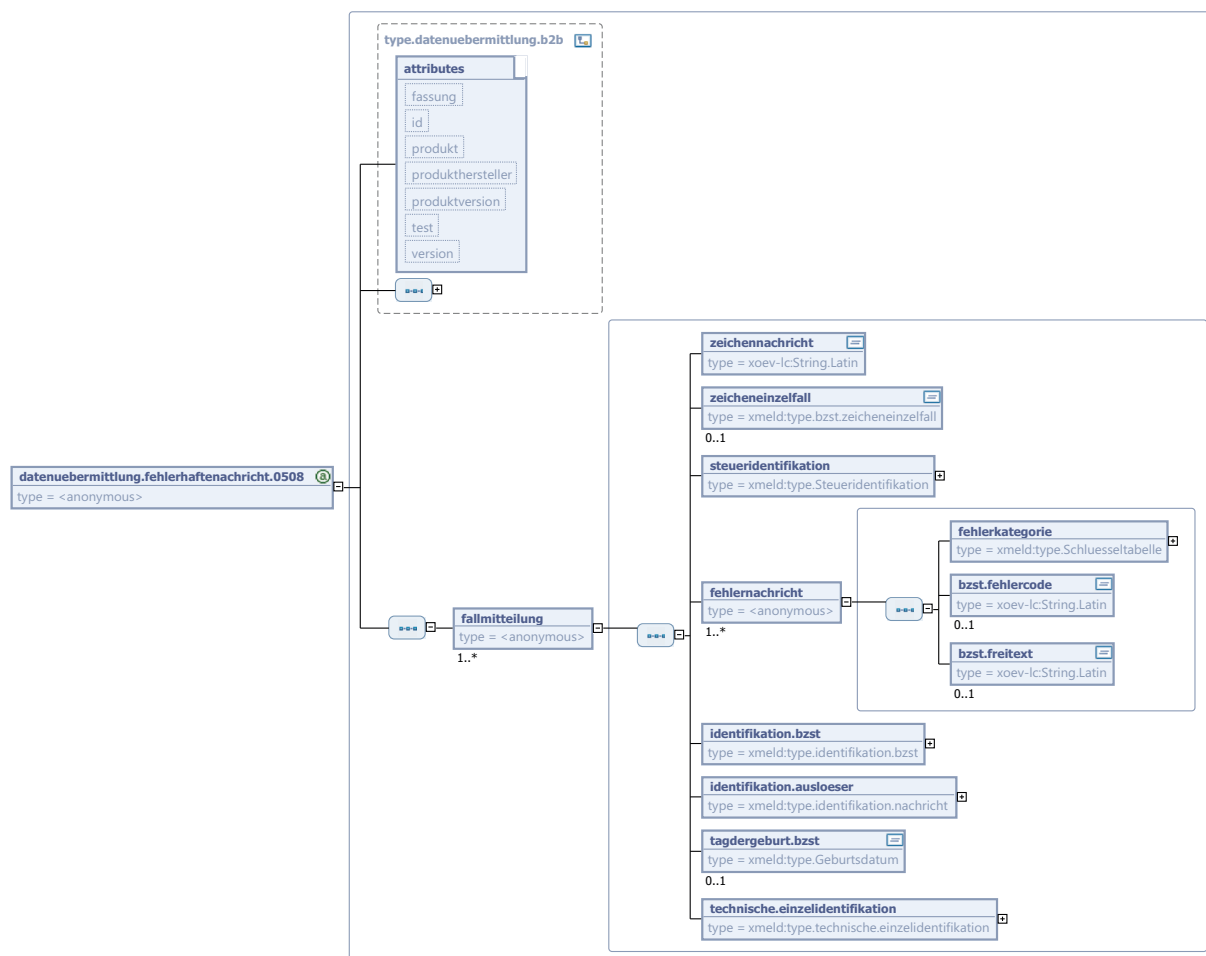 type.datenuebermittlung.b2b
attributes
fassung
id
produkt
produkthersteller
produktversion
test
version
datenuebermittlung.fehlerhaftenachricht.0508
type = <anonymous>
fallmitteilung
type = <anonymous>
1..*
zeichennachricht
type = xoev-lc:String.Latin
zeicheneinzelfall
type = xmeld:type.bzst.zeicheneinzelfall
0..1
steueridentifikation
type = xmeld:type.Steueridentifikation
fehlernachricht
type = <anonymous>
1..*
fehlerkategorie
type = xmeld:type.Schluesseltabelle
bzst.fehlercode
type = xoev-lc:String.Latin
0..1
bzst.freitext
type = xoev-lc:String.Latin
0..1
identifikation.bzst
type = xmeld:type.identifikation.bzst
identifikation.ausloeser
type = xmeld:type.identifikation.nachricht
tagdergeburt.bzst
type = xmeld:type.Geburtsdatum
0..1
technische.einzelidentifikation
type = xmeld:type.technische.einzelidentifikation